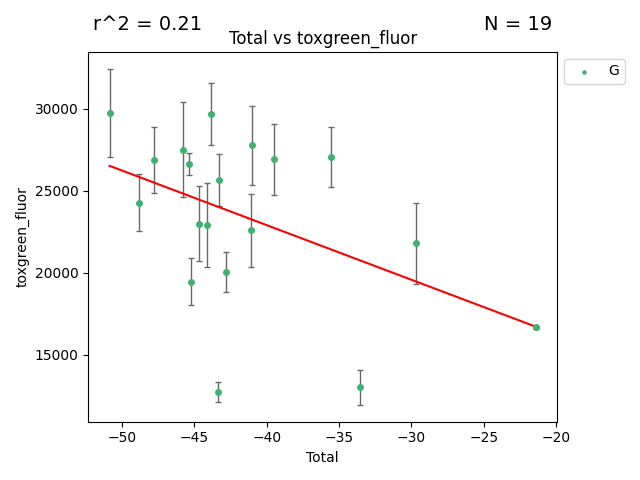 r^2 = 0.21
N = 19
Total vs toxgreen_fluor
G
30000
25000
20000
15000
toxgreen_fluor
−50
−45
−40
−35
−30
−25
−20
Total